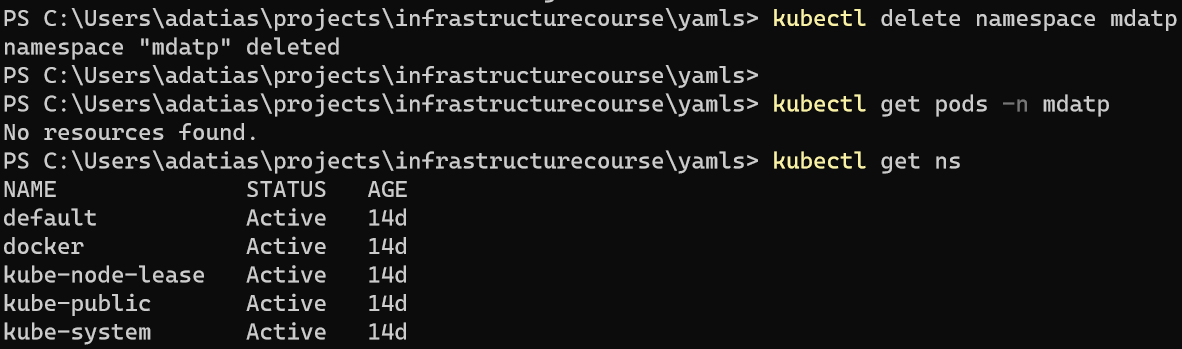 PS C:\Users\adatias\projects\infrastructurecourse\yamls> kubectl delete namespace mdatp
namespace "mdatp" deleted
PS C:\Users\adatias\projects\infrastructurecourse\yamls>
PS C:\Users\adatias\projects\infrastructurecourse\yamls> kubectl get pods -n mdatp
No resources found.
PS C:\Users\adatias\projects\infrastructurecourse\yamls> kubectl get ns
NAME STATUS AGE
default Active 14d
docker Active 14d
kube-node-lease Active 14d
kube-public Active 14d
kube-system Active 14d